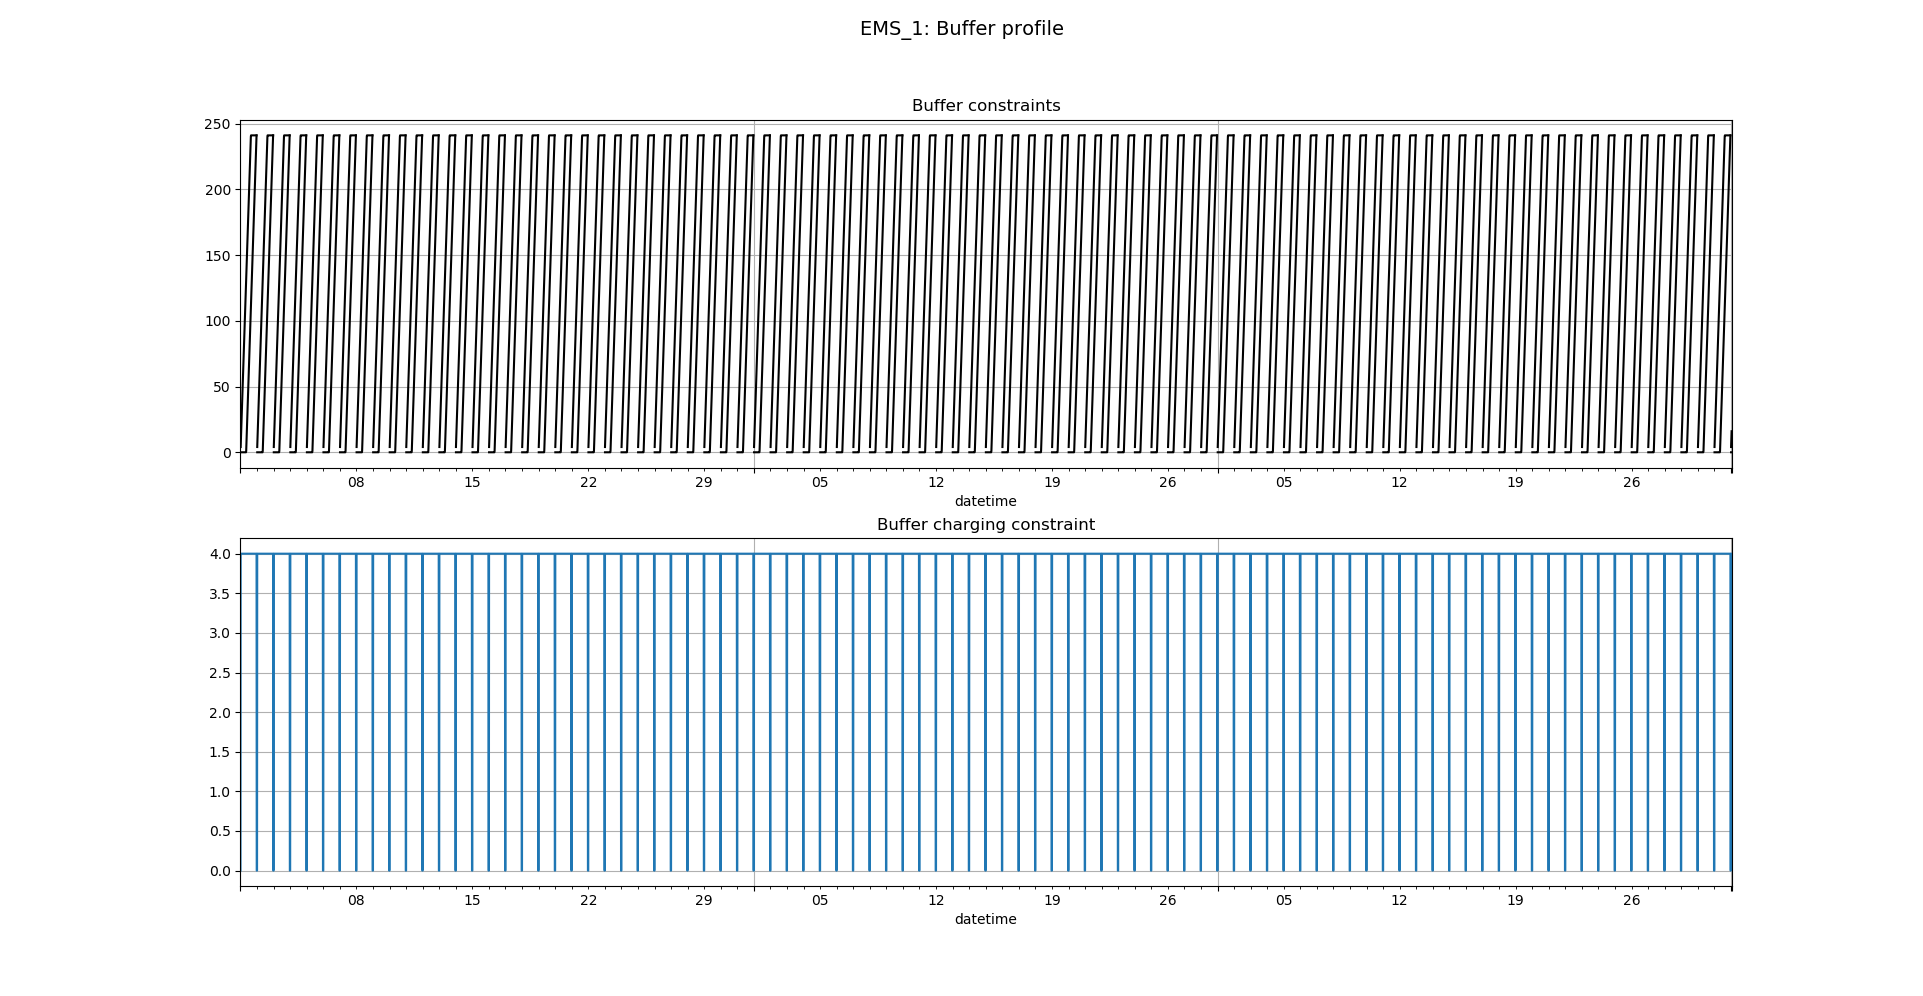 EMS_1: Buffer profile
Buffer constraints
250
200
150
100
50
0
08 15 22 29 05 12 19 26 05 12 19 26
datetime
Buffer charging constraint
4.0
3.5
3.0
2.5
2.0
1.5
1.0
0.5
0.0
08 15 22 29 05 12 19 26 05 12 19 26
datetime